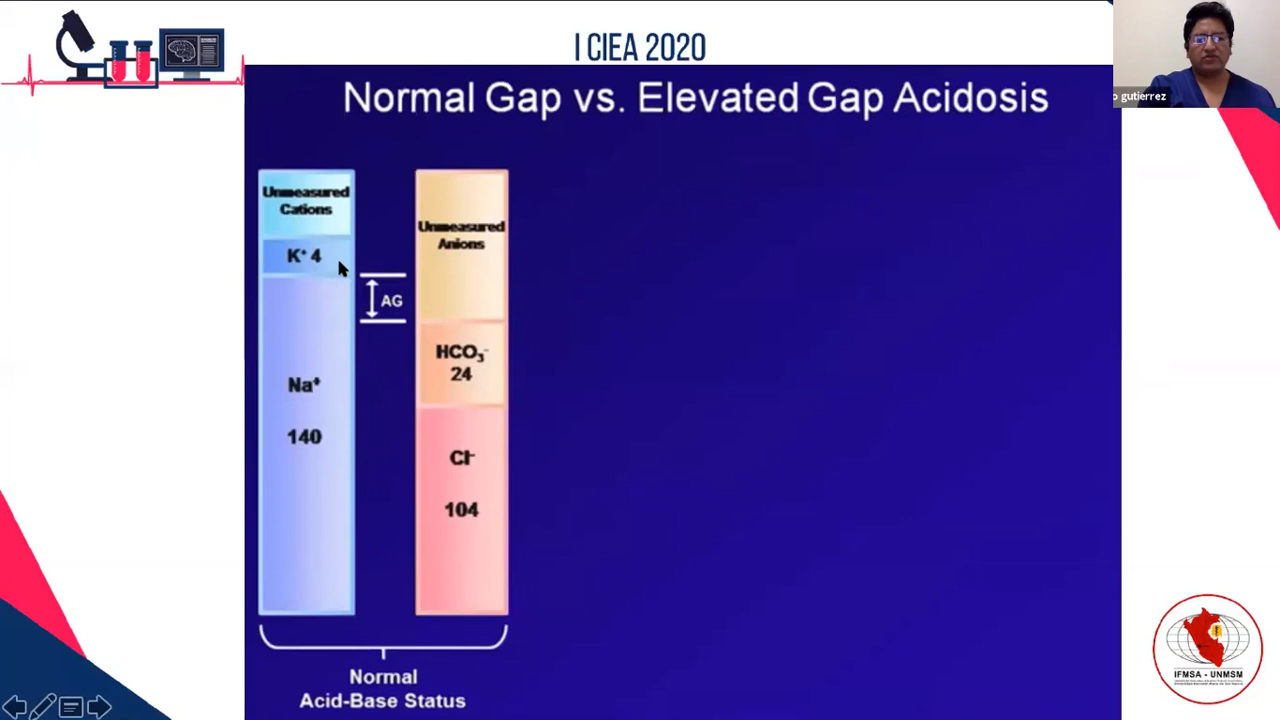 I CIEA 2020
o gutierrez
Normal Gap vs. Elevated Gap Acidosis
Unmeasured
Cations
K⁺ 4
Na⁺
140
AG
Unmeasured
Anions
HCO₃⁻
24
Cl⁻
104
Normal
Acid-Base Status
IFMSA - UNMSM